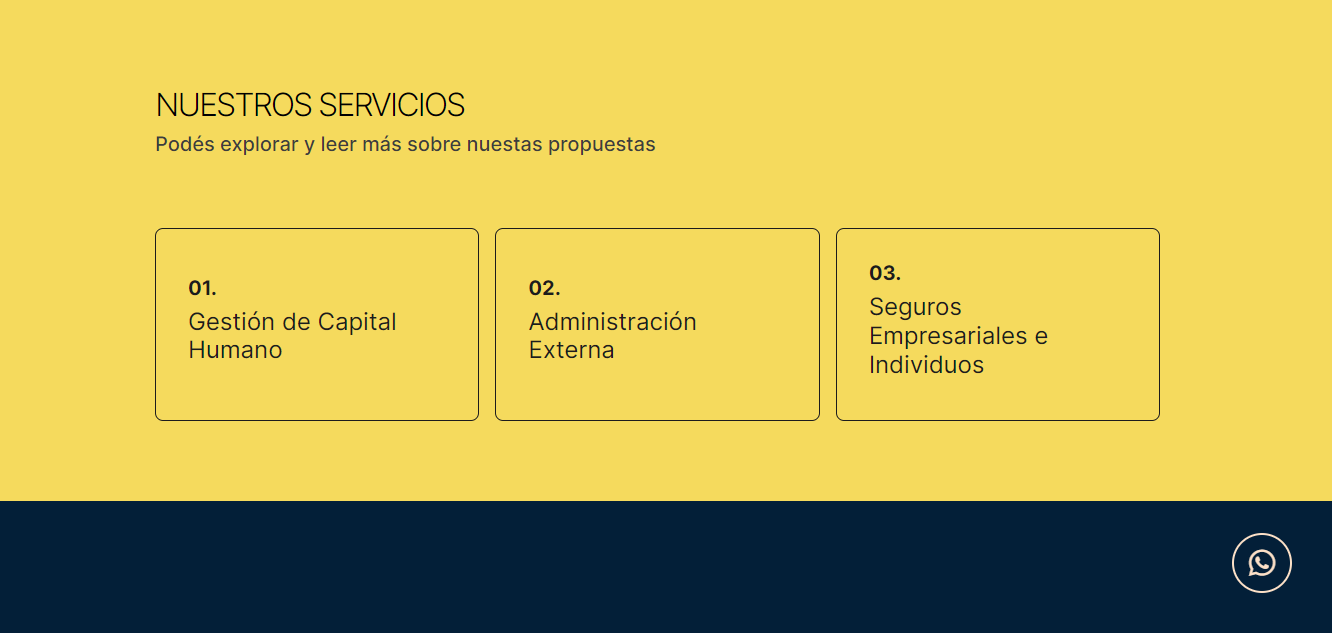 NUESTROS SERVICIOS
Podés explorar y leer más sobre nuestas propuestas
01.
Gestión de Capital
Humano
02.
Administración
Externa
03.
Seguros
Empresariales e
Individuos